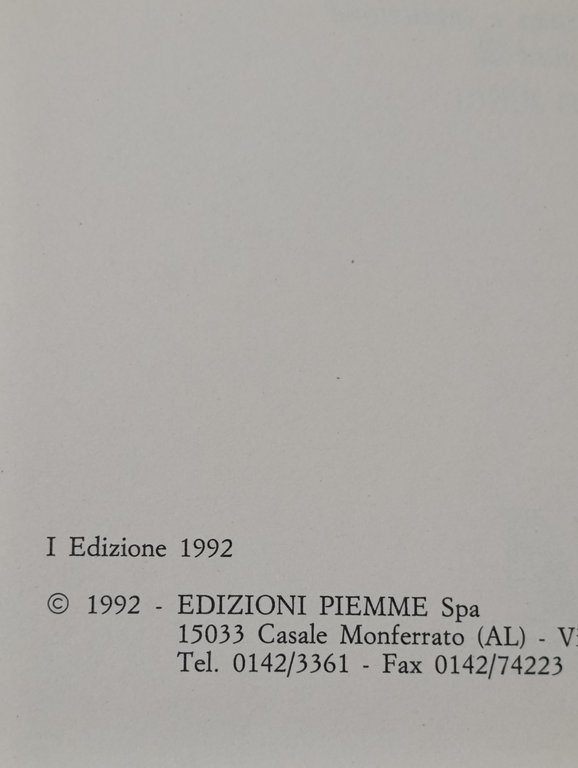 I Edizione 1992
© 1992 - EDIZIONI PIEMME Spa
15033 Casale Monferrato (AL) -
Tel. 0142/3361 - Fax 0142/74223